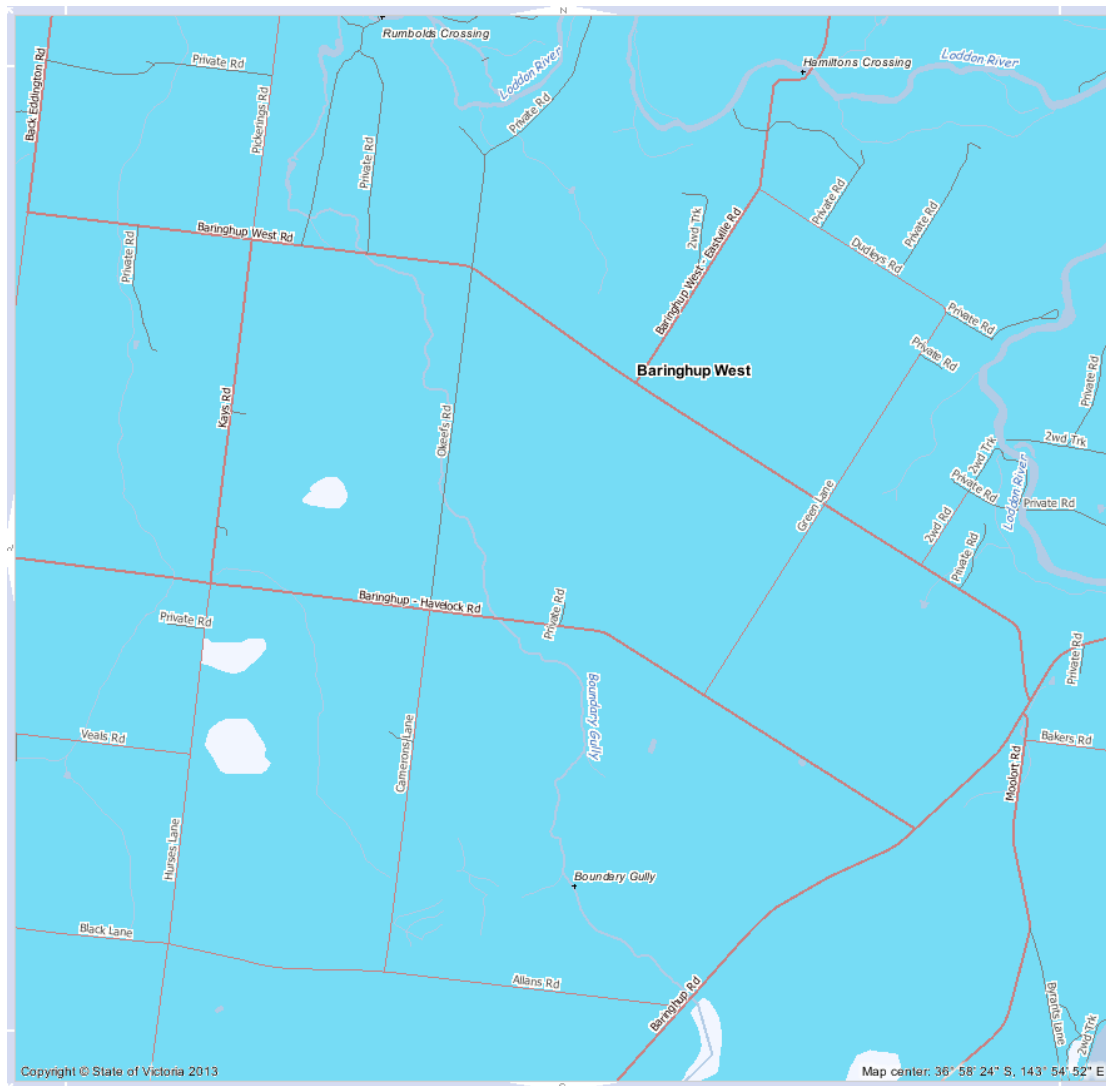 N
Rumbolds Crossing
Loddon River
Hamiltons Crossing
Loddon River
Private Rd
Back Eddington Rd
Pickerings Rd
Private Rd
Private Rd
Private Rd
Private Rd
Baringhup West Rd
Private Rd
2wd Trk
Baringhup West - Eastville Rd
Dudleys Rd
Private Rd
Private Rd
Private Rd
Baringhup West
Kays Rd
Okeefs Rd
Private Rd
2wd Trk
2wd Trk
Private Rd
Private Rd
Loddon River
Green Lane
2wd Rd
Private Rd
Baringhup - Havelock Rd
Private Rd
Private Rd
Private Rd
Boundary Gully
Veals Rd
Camerons Lane
Bakers Rd
Moolort Rd
Hurses Lane
Boundary Gully
Black Lane
Allans Rd
Baringhup Rd
Byrants Lane
2wd Trk
Copyright © State of Victoria 2013
Map center: 36° 58' 24" S, 143° 54' 52" E